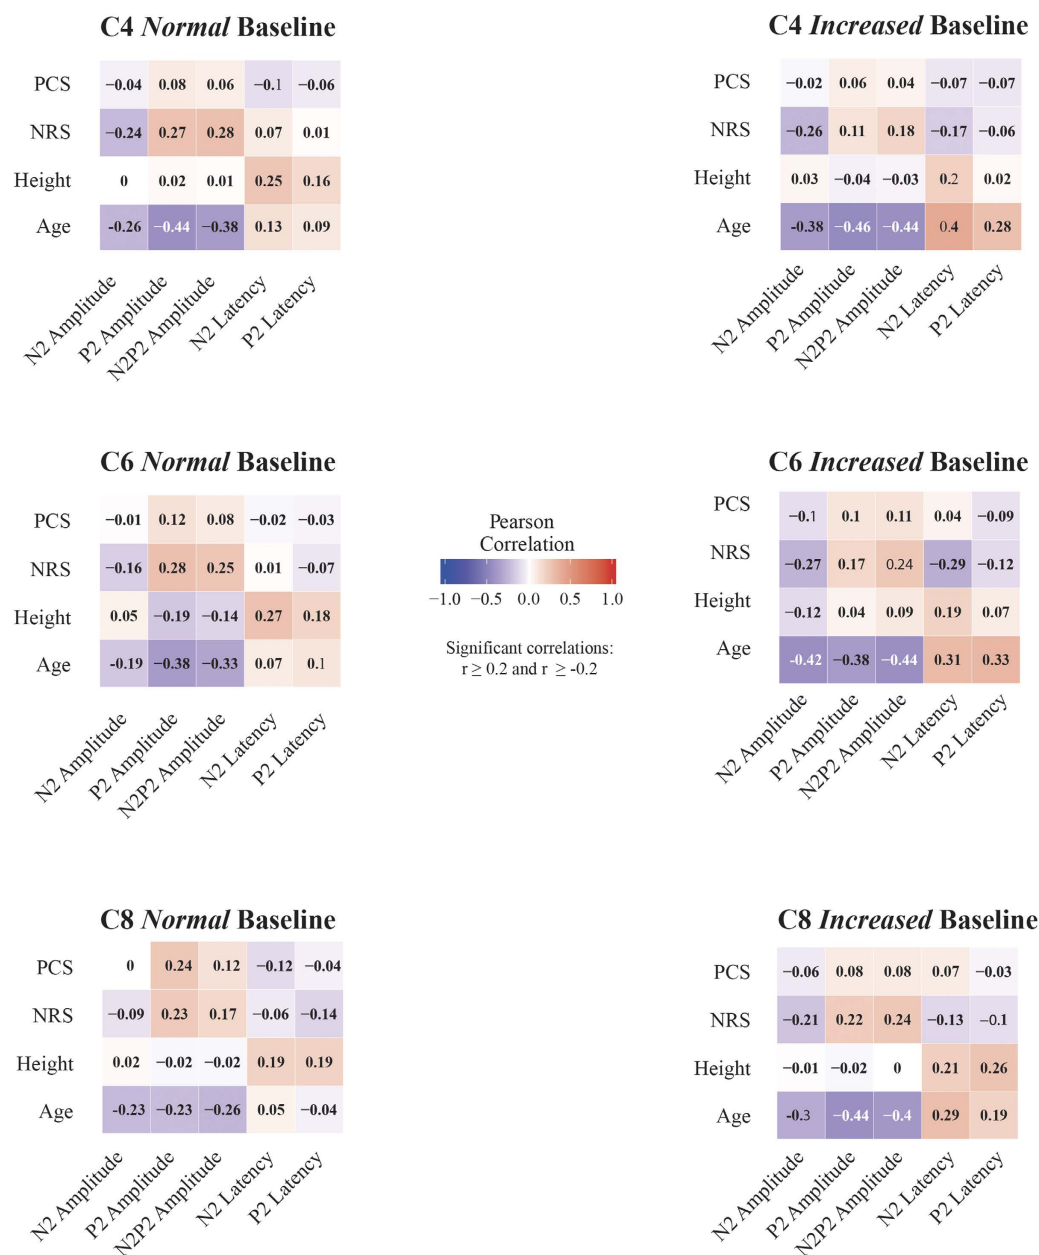 C4 Normal Baseline
PCS −0.04 0.08 0.06 −0.1 −0.06
NRS −0.24 0.27 0.28 0.07 0.01
Height 0 0.02 0.01 0.25 0.16
Age -0.26 −0.44 −0.38 0.13 0.09
N2 Amplitude
P2 Amplitude
N2P2 Amplitude
N2 Latency
P2 Latency
C4 Increased Baseline
PCS −0.02 0.06 0.04 −0.07 −0.07
NRS −0.26 0.11 0.18 −0.17 −0.06
Height 0.03 −0.04 −0.03 0.2 0.02
Age -0.38 −0.46 −0.44 0.4 0.28
N2 Amplitude
P2 Amplitude
N2P2 Amplitude
N2 Latency
P2 Latency
C6 Normal Baseline
PCS −0.01 0.12 0.08 −0.02 −0.03
NRS −0.16 0.28 0.25 0.01 −0.07
Height 0.05 −0.19 −0.14 0.27 0.18
Age -0.19 −0.38 −0.33 0.07 0.1
N2 Amplitude
P2 Amplitude
N2P2 Amplitude
N2 Latency
P2 Latency
Pearson
Correlation
−1.0 −0.5 0.0 0.5 1.0
Significant correlations:
r ≥ 0.2 and r ≥ -0.2
C6 Increased Baseline
PCS −0.1 0.1 0.11 0.04 −0.09
NRS −0.27 0.17 0.24 −0.29 −0.12
Height −0.12 0.04 0.09 0.19 0.07
Age -0.42 −0.38 −0.44 0.31 0.33
N2 Amplitude
P2 Amplitude
N2P2 Amplitude
N2 Latency
P2 Latency
C8 Normal Baseline
PCS 0 0.24 0.12 −0.12 −0.04
NRS −0.09 0.23 0.17 −0.06 −0.14
Height 0.02 −0.02 −0.02 0.19 0.19
Age -0.23 −0.23 −0.26 0.05 −0.04
N2 Amplitude
P2 Amplitude
N2P2 Amplitude
N2 Latency
P2 Latency
C8 Increased Baseline
PCS −0.06 0.08 0.08 0.07 −0.03
NRS −0.21 0.22 0.24 −0.13 −0.1
Height −0.01 −0.02 0 0.21 0.26
Age -0.3 −0.44 −0.4 0.29 0.19
N2 Amplitude
P2 Amplitude
N2P2 Amplitude
N2 Latency
P2 Latency